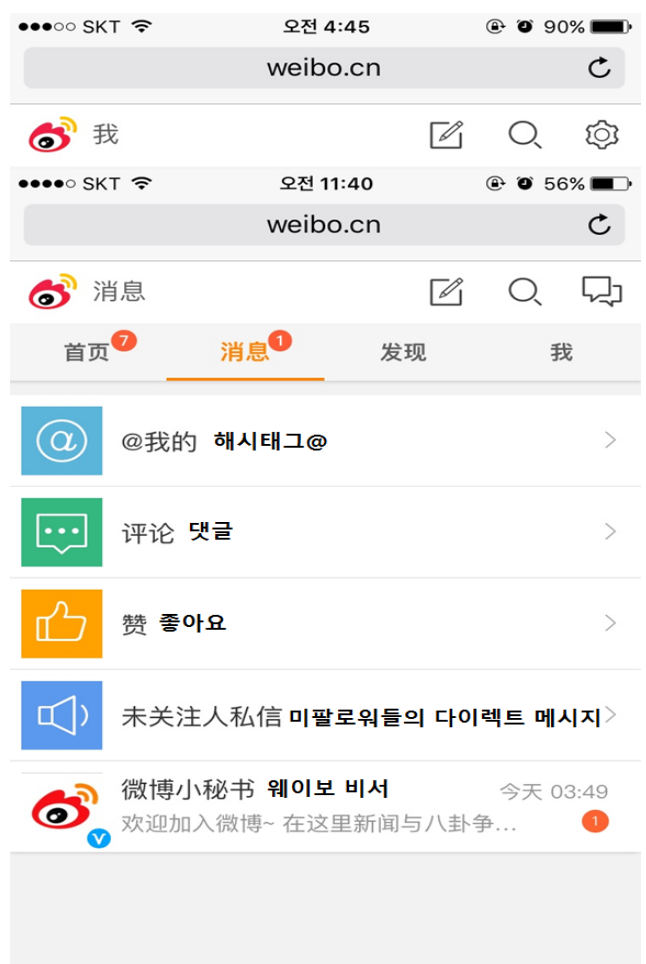 SKT 오전 4:45 90%
weibo.cn
我
SKT 오전 11:40 56%
weibo.cn
消息
首页 7 消息 1 发现 我
@我的 해시태그@
评论 댓글
赞 좋아요
未关注人私信 미팔로워들의 다이렉트 메시지
微博小秘书 웨이보 비서 今天 03:49
欢迎加入微博~ 在这里新闻与八卦争... 1